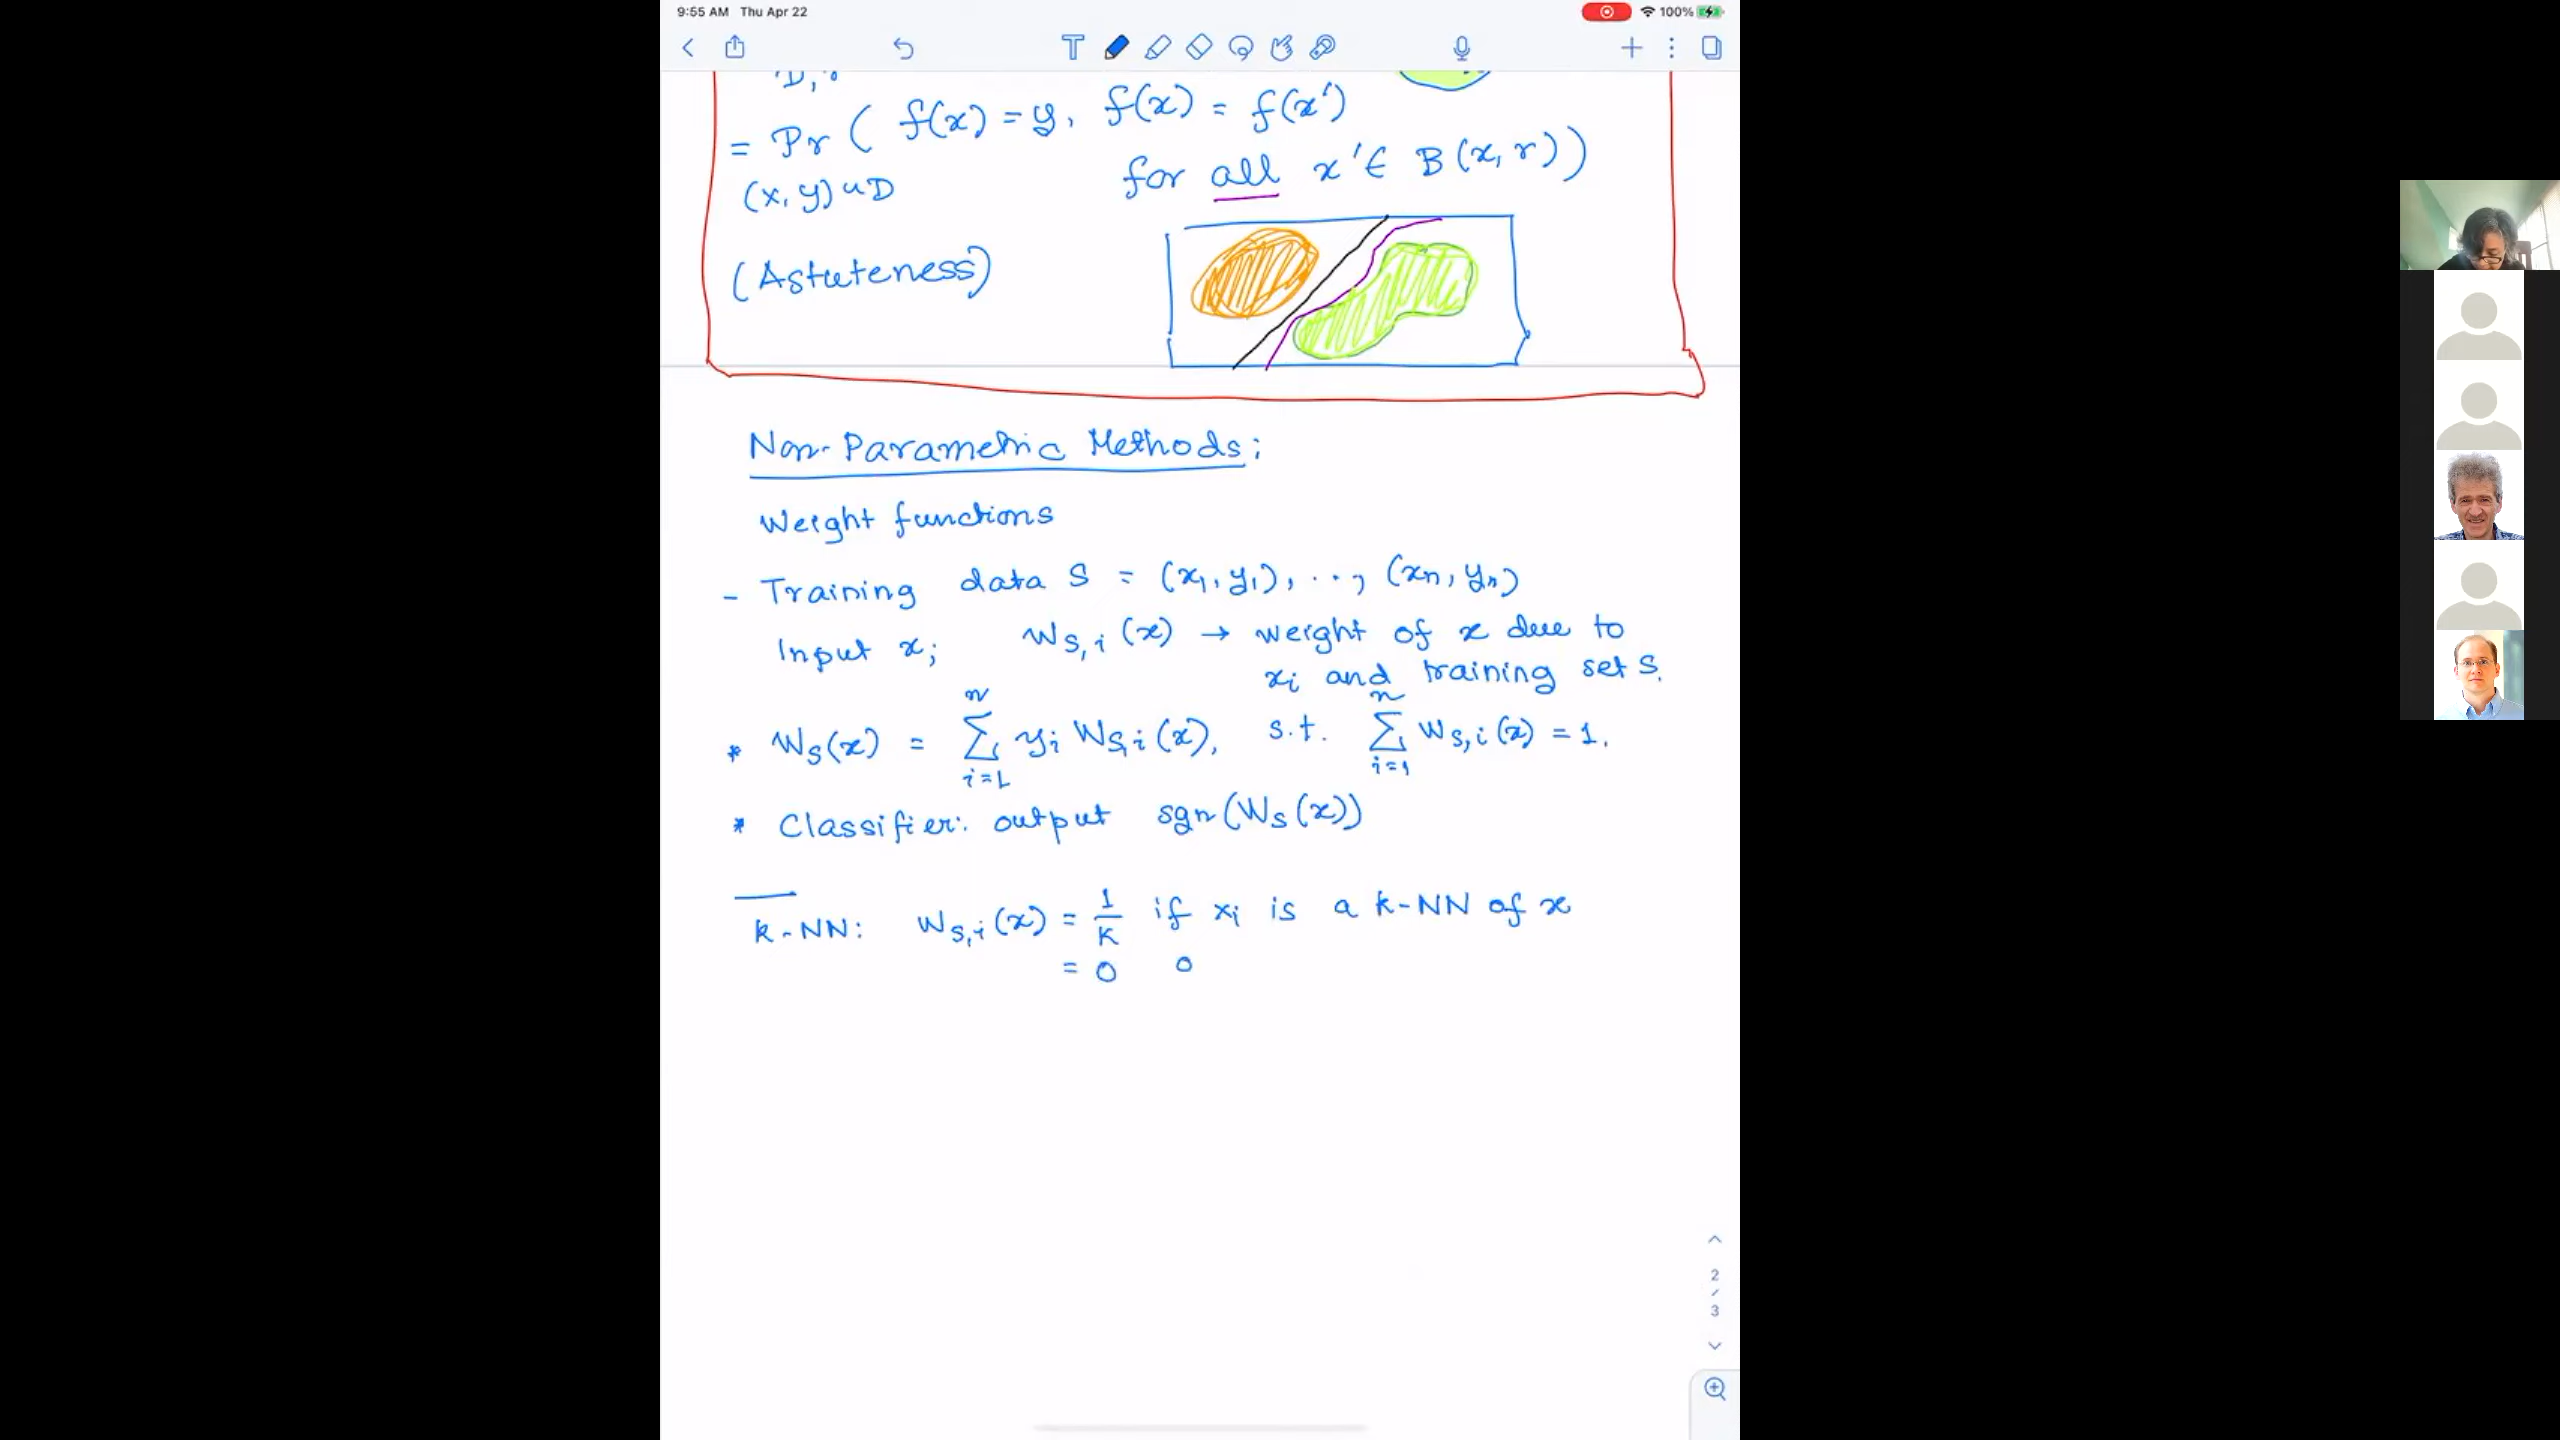 9:55 AM Thu Apr 22
100%
= Pr ( f(x) = y, f(x) = f(x')
(x, y) ~ D
for all x' ∈ B(x, r))
(Astuteness)
Non-Parametric Methods:
Weight functions
- Training data S = (x1, y1), ..., (xn, yn)
Input x; wS,i(x) → weight of x due to
xi and training set S.
* WS(x) = ∑_{i=1}^{n} yi WS,i(x), s.t. ∑_{i=1}^{n} wS,i(x) = 1.
* Classifier: output sgn(WS(x))
k-NN: WS,i(x) = 1/k if xi is a k-NN of x
= 0 o
2
/
3